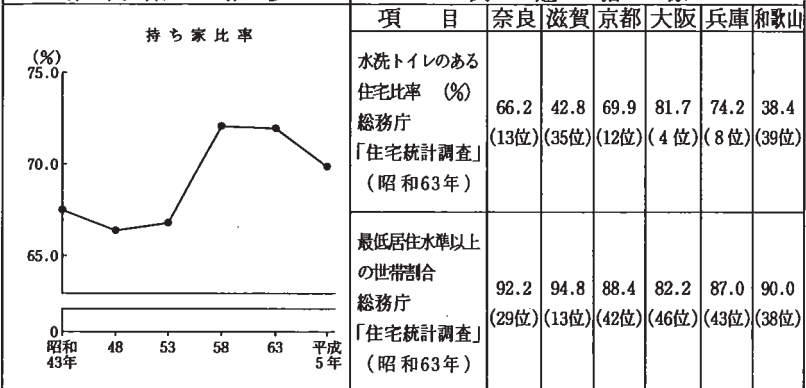 持ち家比率
(%)
75.0
70.0
65.0
0
昭和43年 48 53 58 63 平成5年
項 目 奈良 滋賀 京都 大阪 兵庫 和歌山
水洗トイレのある
住宅比率 (%)
総務庁
「住宅統計調査」
(昭和63年)
66.2 42.8 69.9 81.7 74.2 38.4
(13位) (35位) (12位) (4位) (8位) (39位)
最低居住水準以上
の世帯割合
総務庁
「住宅統計調査」
(昭和63年)
92.2 94.8 88.4 82.2 87.0 90.0
(29位) (13位) (42位) (46位) (43位) (38位)